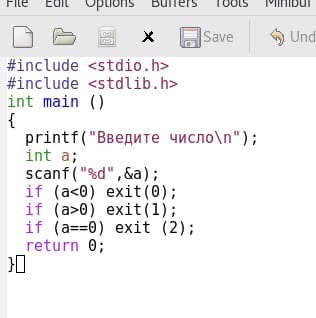 File Edit Options Buffers Tools Minibuf
Save Und
#include <stdio.h>
#include <stdlib.h>
int main ()
{
  printf("Введите число\n");
  int a;
  scanf("%d",&a);
  if (a<0) exit(0);
  if (a>0) exit(1);
  if (a==0) exit (2);
  return 0;
}